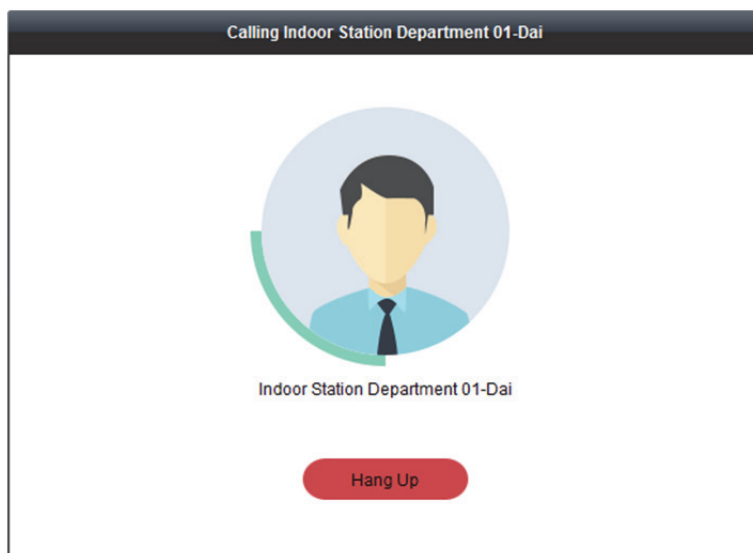 Calling Indoor Station Department 01-Dai
Indoor Station Department 01-Dai
Hang Up